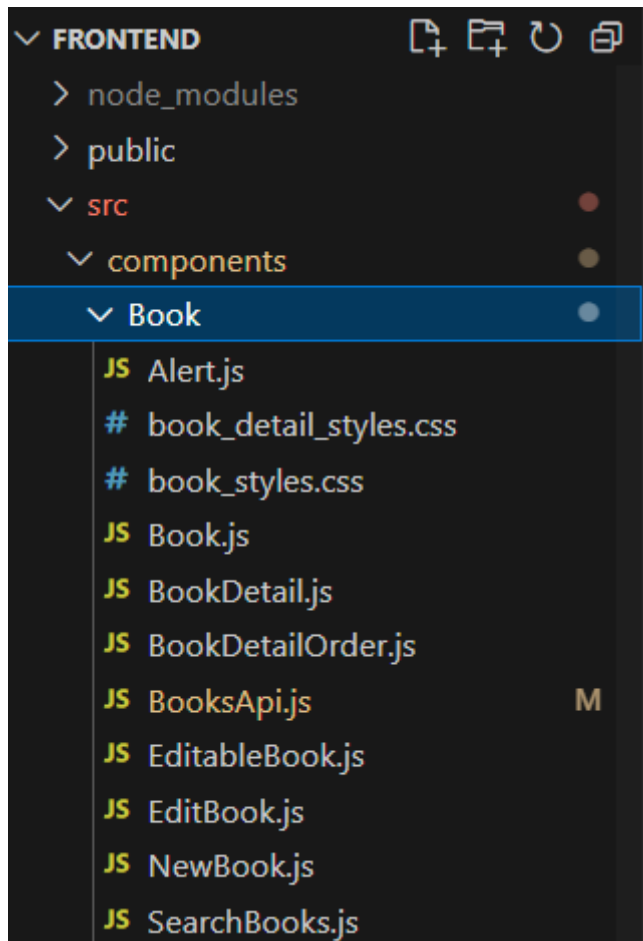 FRONTEND
node_modules
public
src
components
Book
JS Alert.js
# book_detail_styles.css
# book_styles.css
JS Book.js
JS BookDetail.js
JS BookDetailOrder.js
JS BooksApi.js M
JS EditableBook.js
JS EditBook.js
JS NewBook.js
JS SearchBooks.js